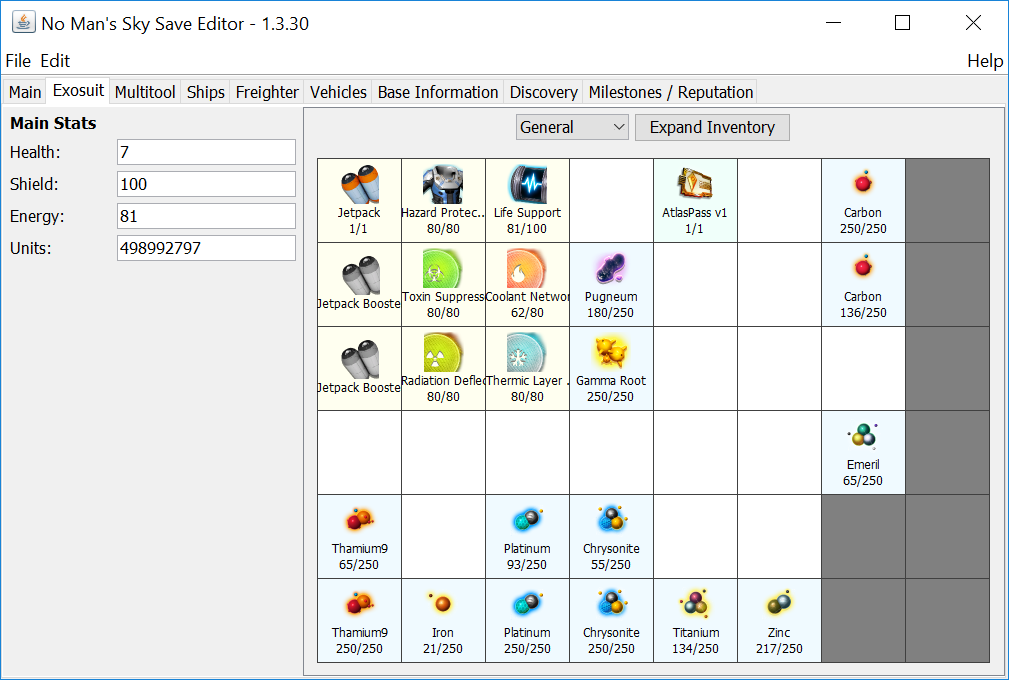 No Man's Sky Save Editor - 1.3.30
File Edit Help
Main Exosuit Multitool Ships Freighter Vehicles Base Information Discovery Milestones / Reputation
Main Stats
Health: 7
Shield: 100
Energy: 81
Units: 498992797
General Expand Inventory
Jetpack Hazard Protec... Life Support AtlasPass v1 Carbon
1/1 80/80 81/100 1/1 250/250
Jetpack Booste Toxin Suppress Coolant Networ Pugneum Carbon
80/80 62/80 180/250 136/250
Jetpack Booste Radiation Deflec Thermic Layer . Gamma Root
80/80 80/80 250/250
Emeril
65/250
Thamium9 Platinum Chrysonite
65/250 93/250 55/250
Thamium9 Iron Platinum Chrysonite Titanium Zinc
250/250 21/250 250/250 250/250 134/250 217/250